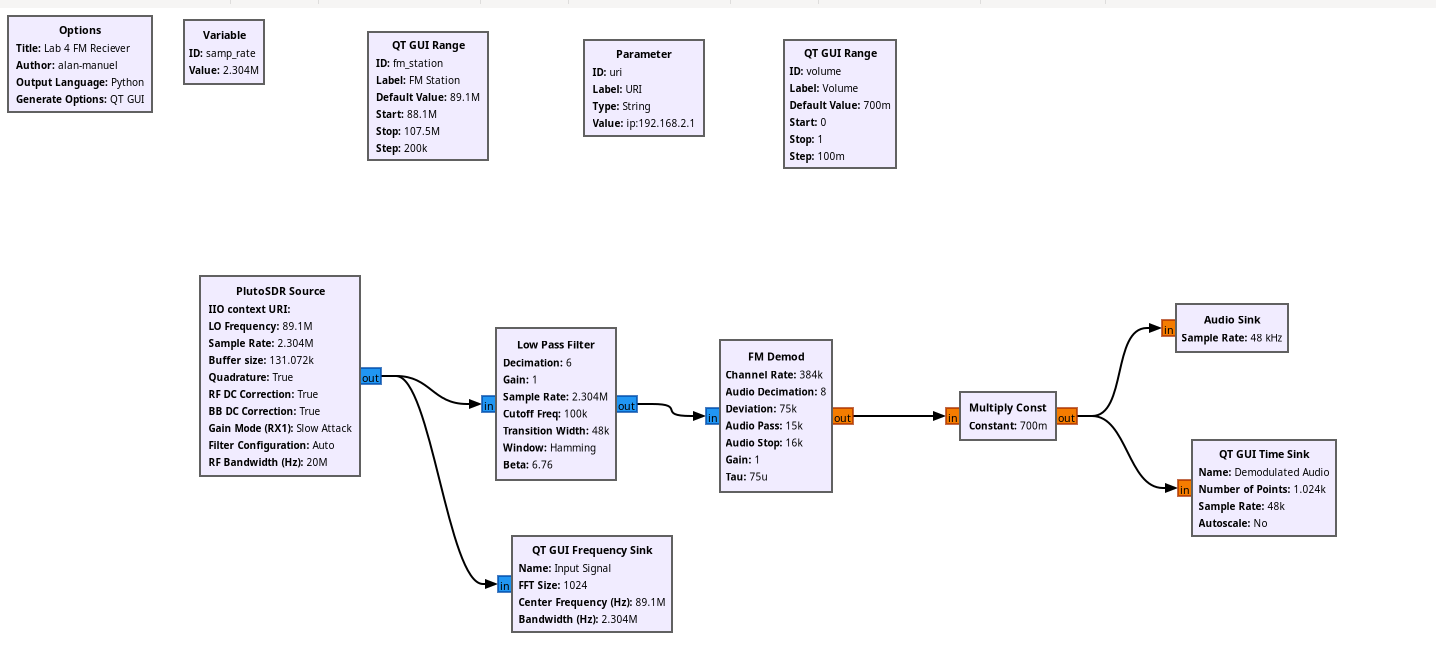 Options
Title: Lab 4 FM Reciever
Author: alan-manuel
Output Language: Python
Generate Options: QT GUI
Variable
ID: samp_rate
Value: 2.304M
QT GUI Range
ID: fm_station
Label: FM Station
Default Value: 89.1M
Start: 88.1M
Stop: 107.5M
Step: 200k
Parameter
ID: uri
Label: URI
Type: String
Value: ip:192.168.2.1
QT GUI Range
ID: volume
Label: Volume
Default Value: 700m
Start: 0
Stop: 1
Step: 100m
PlutoSDR Source
IIO context URI:
LO Frequency: 89.1M
Sample Rate: 2.304M
Buffer size: 131.072k
Quadrature: True
RF DC Correction: True
BB DC Correction: True
Gain Mode (RX1): Slow Attack
Filter Configuration: Auto
RF Bandwidth (Hz): 20M
out
in
Low Pass Filter
Decimation: 6
Gain: 1
Sample Rate: 2.304M
Cutoff Freq: 100k
Transition Width: 48k
Window: Hamming
Beta: 6.76
out
in
FM Demod
Channel Rate: 384k
Audio Decimation: 8
Deviation: 75k
Audio Pass: 15k
Audio Stop: 16k
Gain: 1
Tau: 75u
out
in
Multiply Const
Constant: 700m
out
in
Audio Sink
Sample Rate: 48 kHz
in
QT GUI Time Sink
Name: Demodulated Audio
Number of Points: 1.024k
Sample Rate: 48k
Autoscale: No
in
QT GUI Frequency Sink
Name: Input Signal
FFT Size: 1024
Center Frequency (Hz): 89.1M
Bandwidth (Hz): 2.304M